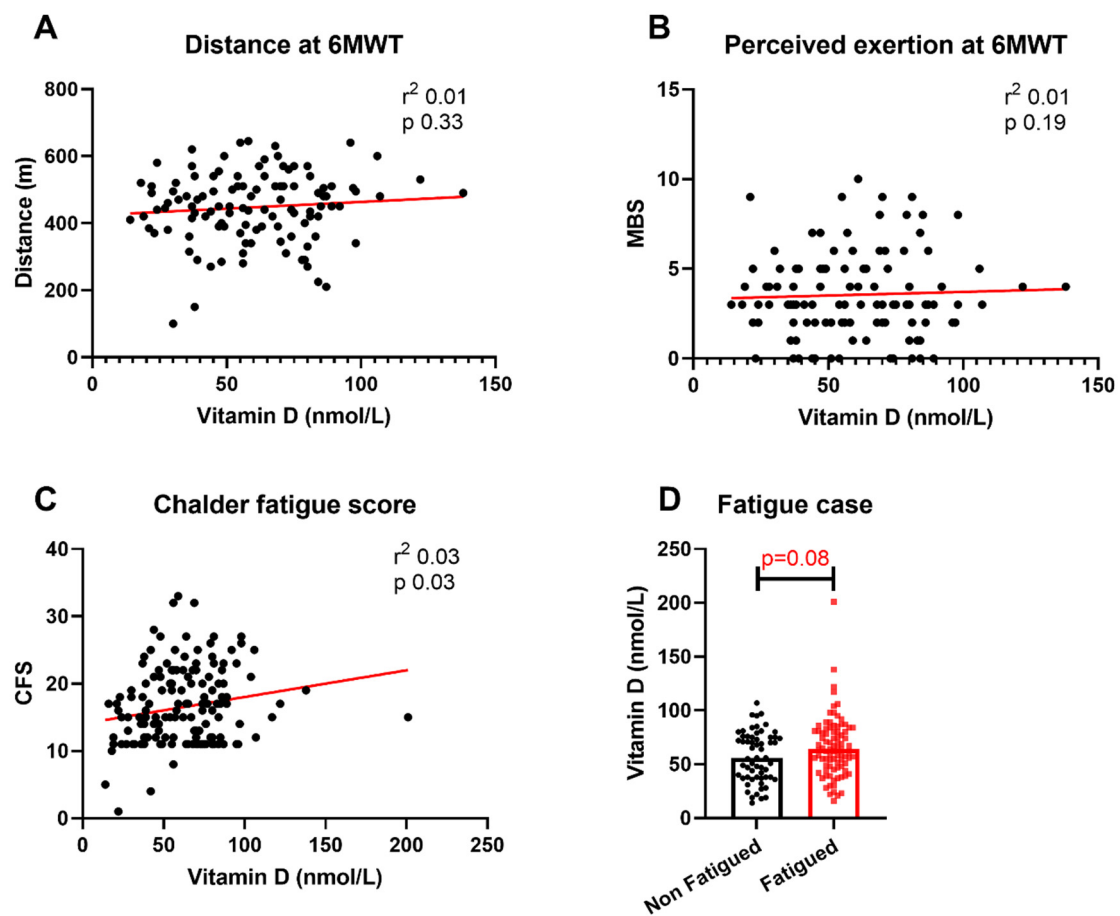 A
Distance at 6MWT
r² 0.01
p 0.33
800
600
400
200
0
Distance (m)
0 50 100 150
Vitamin D (nmol/L)
B
Perceived exertion at 6MWT
r² 0.01
p 0.19
15
10
5
0
MBS
0 50 100 150
Vitamin D (nmol/L)
C
Chalder fatigue score
r² 0.03
p 0.03
40
30
20
10
0
CFS
0 50 100 150 200 250
Vitamin D (nmol/L)
D
Fatigue case
p=0.08
250
200
150
100
50
0
Vitamin D (nmol/L)
Non Fatigued
Fatigued